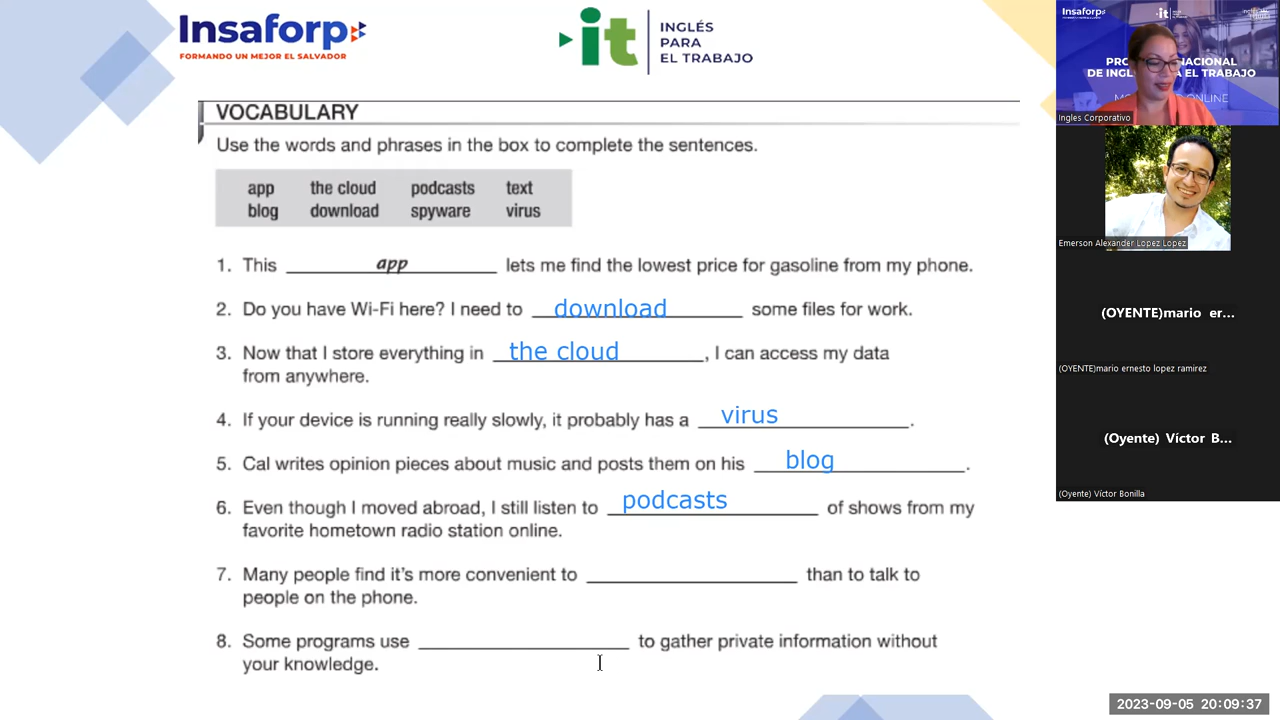 Insaforp
FORMANDO UN MEJOR EL SALVADOR
it
INGLÉS
PARA
EL TRABAJO
VOCABULARY
Use the words and phrases in the box to complete the sentences.
app the cloud podcasts text
blog download spyware virus
1. This app lets me find the lowest price for gasoline from my phone.
2. Do you have Wi-Fi here? I need to download some files for work.
3. Now that I store everything in the cloud, I can access my data
from anywhere.
4. If your device is running really slowly, it probably has a virus.
5. Cal writes opinion pieces about music and posts them on his blog.
6. Even though I moved abroad, I still listen to podcasts of shows from my
favorite hometown radio station online.
7. Many people find it's more convenient to ___ than to talk to
people on the phone.
8. Some programs use ___ to gather private information without
your knowledge.
Insaforp
it
Ingles Corporativo
Emerson Alexander Lopez Lopez
(OYENTE)mario er...
(OYENTE)mario ernesto lopez ramirez
(Oyente) Víctor B...
(Oyente) Víctor Bonilla
2023-09-05 20:09:37